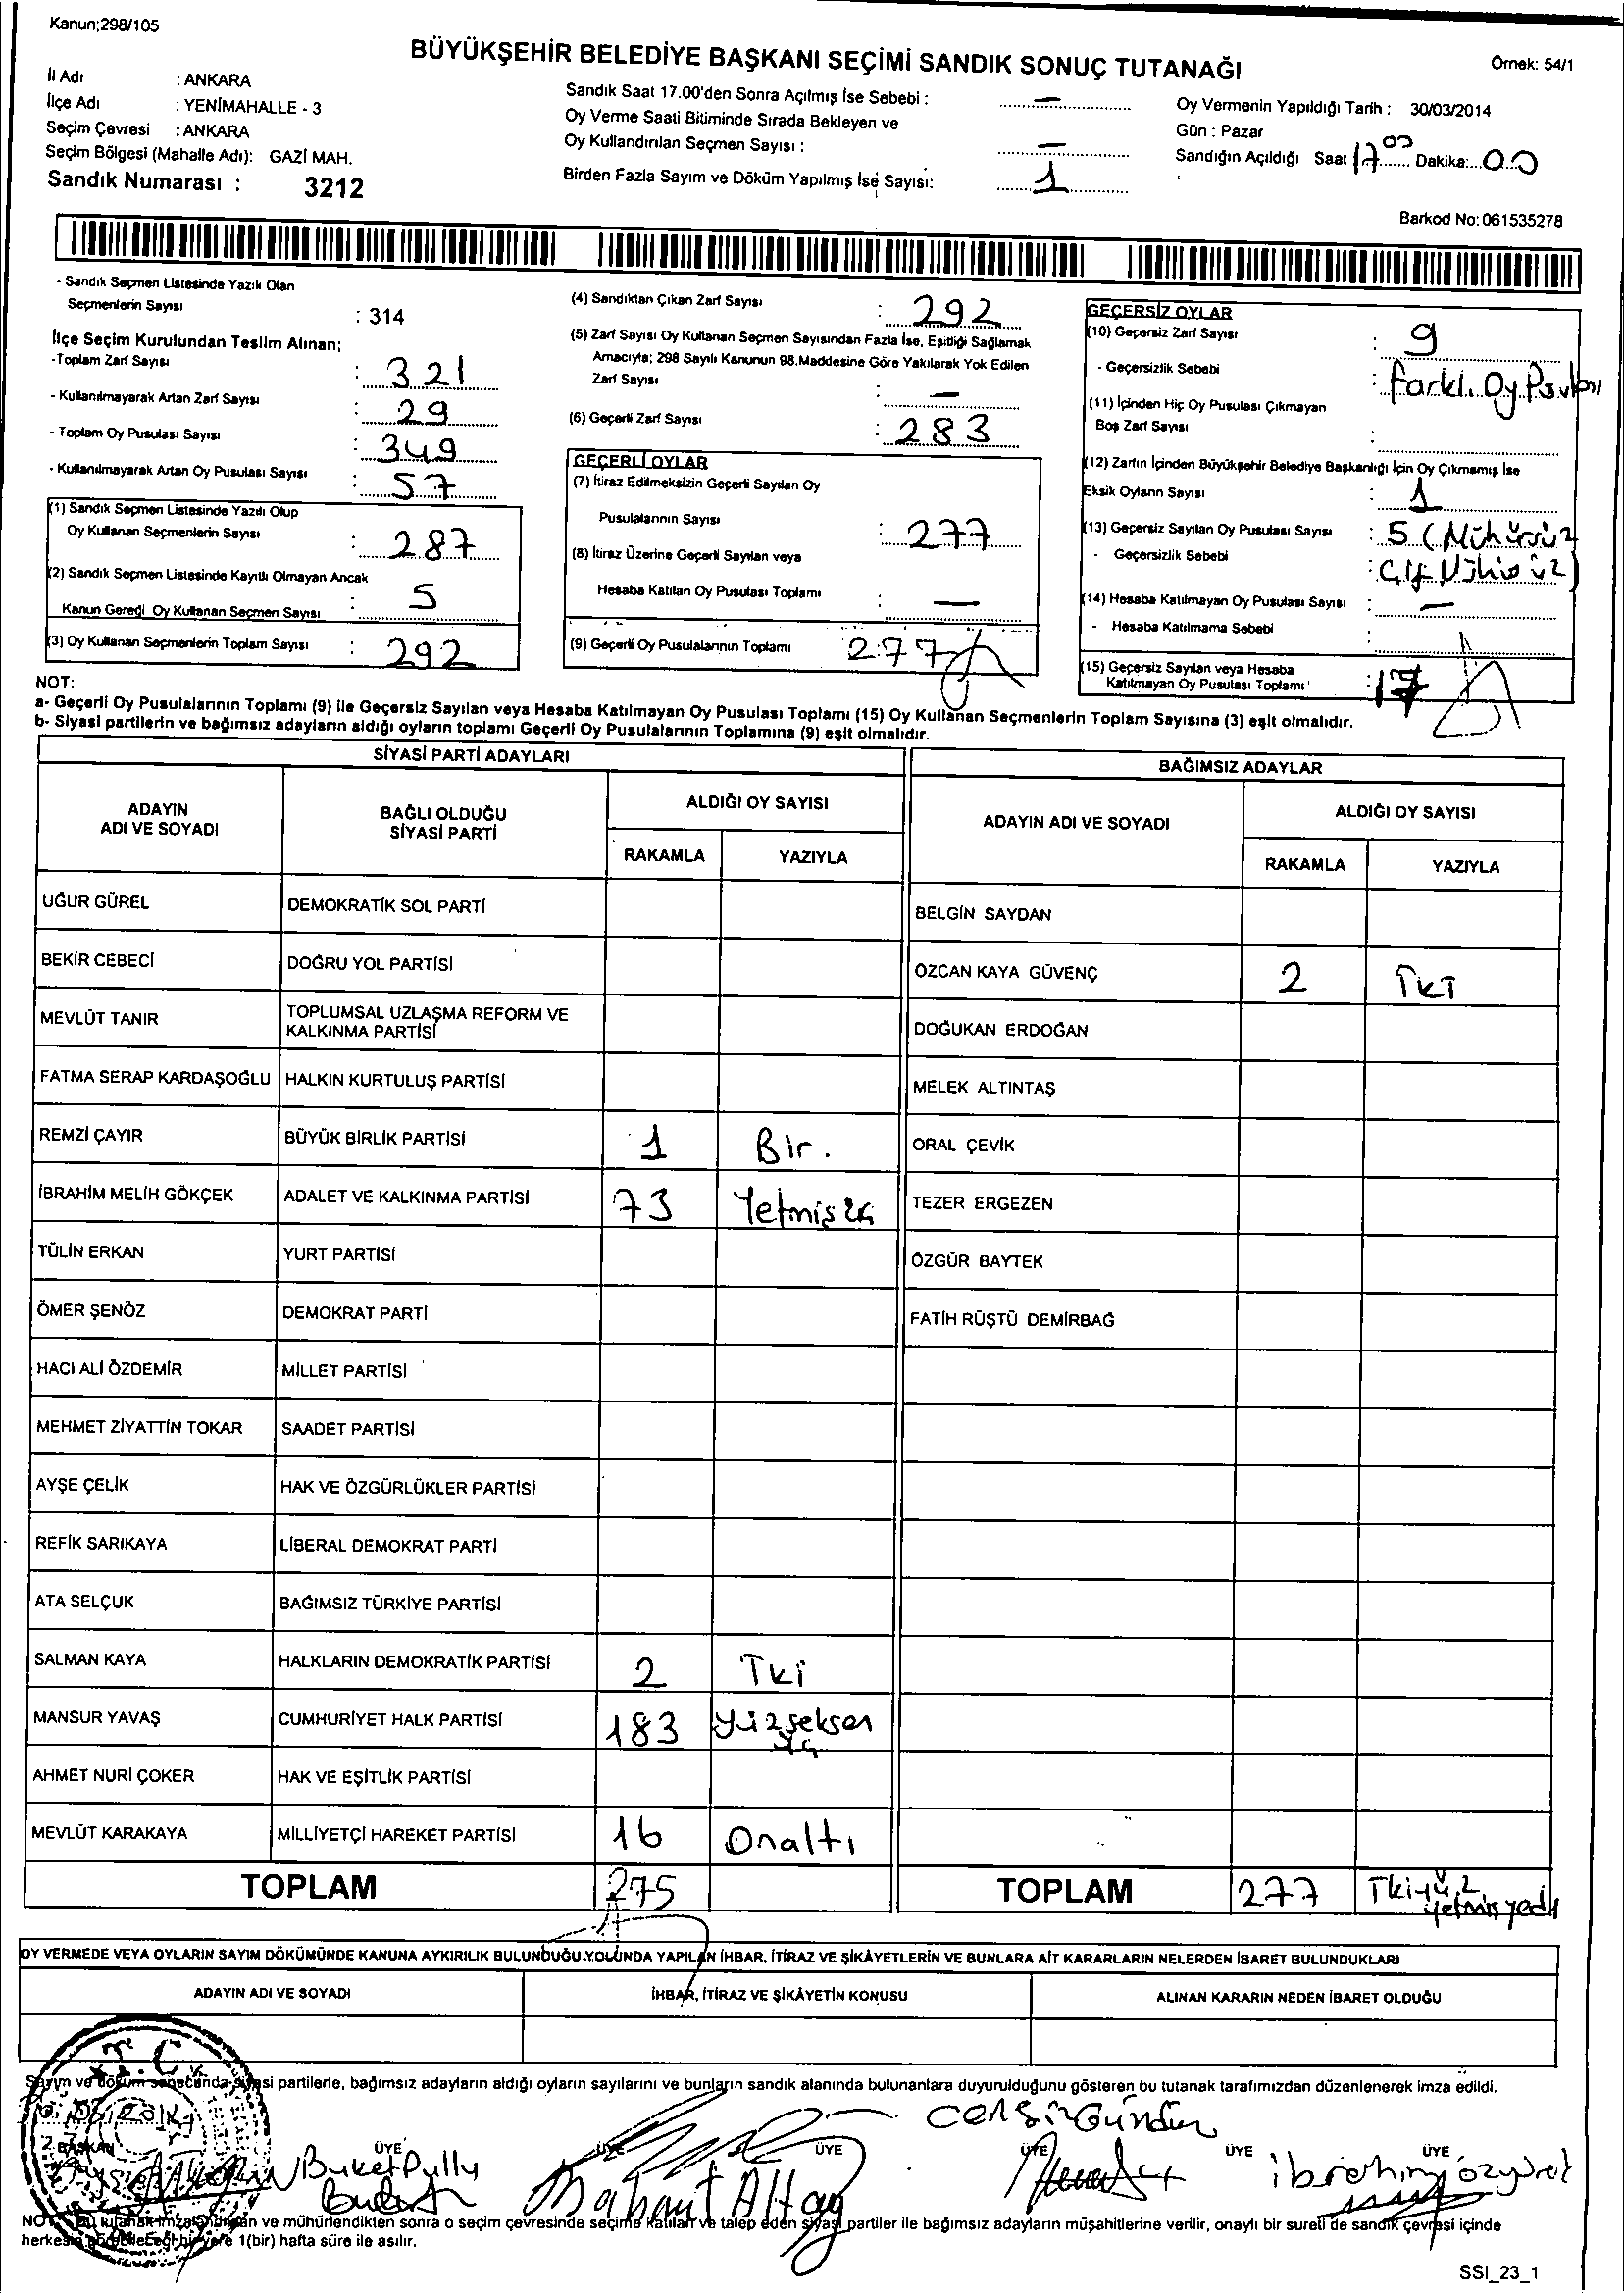 Kanun;298/105
BÜYÜKŞEHİR BELEDİYE BAŞKANI SEÇİMİ SANDIK SONUÇ TUTANAĞI
Örnek: 54/1
İl Adı : ANKARA
İlçe Adı : YENİMAHALLE - 3
Seçim Çevresi : ANKARA
Seçim Bölgesi (Mahalle Adı): GAZİ MAH.
Sandık Numarası : 3212
Sandık Saat 17.00'den Sonra Açılmış İse Sebebi : —
Oy Verme Saati Bitiminde Sırada Bekleyen ve
Oy Kullandırılan Seçmen Sayısı : —
Birden Fazla Sayım ve Döküm Yapılmış İse Sayısı: 1
Oy Vermenin Yapıldığı Tarih : 30/03/2014
Gün : Pazar
Sandığın Açıldığı Saat 17 00 Dakika: 00
Barkod No: 061535278
- Sandık Seçmen Listesinde Yazılı Olan
Seçmenlerin Sayısı : 314
İlçe Seçim Kurulundan Teslim Alınan;
-Toplam Zarf Sayısı : 321
- Kullanılmayarak Artan Zarf Sayısı : 29
- Toplam Oy Pusulası Sayısı : 349
- Kullanılmayarak Artan Oy Pusulası Sayısı : 57
(1) Sandık Seçmen Listesinde Yazılı Olup
Oy Kullanan Seçmenlerin Sayısı : 287
(2) Sandık Seçmen Listesinde Kayıtlı Olmayan Ancak
Kanun Gereği Oy Kullanan Seçmen Sayısı : 5
(3) Oy Kullanan Seçmenlerin Toplam Sayısı : 292
(4) Sandıktan Çıkan Zarf Sayısı : 292
(5) Zarf Sayısı Oy Kullanan Seçmen Sayısından Fazla İse, Eşitliği Sağlamak
Amacıyla; 298 Sayılı Kanunun 98.Maddesine Göre Yakılarak Yok Edilen
Zarf Sayısı : —
(6) Geçerli Zarf Sayısı : 283
GEÇERLİ OYLAR
(7) İtiraz Edilmeksizin Geçerli Sayılan Oy
Pusulalarının Sayısı : 277
(8) İtiraz Üzerine Geçerli Sayılan veya
Hesaba Katılan Oy Pusulası Toplamı : —
(9) Geçerli Oy Pusulalarının Toplamı 277
GEÇERSİZ OYLAR
(10) Geçersiz Zarf Sayısı : 9
- Geçersizlik Sebebi : farklı Oy Pusulası
(11) İçinden Hiç Oy Pusulası Çıkmayan
Boş Zarf Sayısı :
(12) Zarfın İçinden Büyükşehir Belediye Başkanlığı İçin Oy Çıkmamış İse
Eksik Oyların Sayısı : 1
(13) Geçersiz Sayılan Oy Pusulası Sayısı : 5 (Mühürsüz
- Geçersizlik Sebebi :
(14) Hesaba Katılmayan Oy Pusulası Sayısı : —
- Hesaba Katılmama Sebebi :
(15) Geçersiz Sayılan veya Hesaba
Katılmayan Oy Pusulası Toplamı :
NOT:
a- Geçerli Oy Pusulalarının Toplamı (9) ile Geçersiz Sayılan veya Hesaba Katılmayan Oy Pusulası Toplamı (15) Oy Kullanan Seçmenlerin Toplam Sayısına (3) eşit olmalıdır.
b- Siyasi partilerin ve bağımsız adayların aldığı oyların toplamı Geçerli Oy Pusulalarının Toplamına (9) eşit olmalıdır.
SİYASİ PARTİ ADAYLARI
ADAYIN ADI VE SOYADI BAĞLI OLDUĞU SİYASİ PARTİ ALDIĞI OY SAYISI
RAKAMLA YAZIYLA
UĞUR GÜREL DEMOKRATİK SOL PARTİ
BEKİR CEBECİ DOĞRU YOL PARTİSİ
MEVLÜT TANIR TOPLUMSAL UZLAŞMA REFORM VE KALKINMA PARTİSİ
FATMA SERAP KARDAŞOĞLU HALKIN KURTULUŞ PARTİSİ
REMZİ ÇAYIR BÜYÜK BİRLİK PARTİSİ 1 Bir.
İBRAHİM MELİH GÖKÇEK ADALET VE KALKINMA PARTİSİ 73 Yetmişüç
TÜLİN ERKAN YURT PARTİSİ
ÖMER ŞENÖZ DEMOKRAT PARTİ
HACI ALİ ÖZDEMİR MİLLET PARTİSİ
MEHMET ZİYATTİN TOKAR SAADET PARTİSİ
AYŞE ÇELİK HAK VE ÖZGÜRLÜKLER PARTİSİ
REFİK SARIKAYA LİBERAL DEMOKRAT PARTİ
ATA SELÇUK BAĞIMSIZ TÜRKİYE PARTİSİ
SALMAN KAYA HALKLARIN DEMOKRATİK PARTİSİ 2 İki
MANSUR YAVAŞ CUMHURİYET HALK PARTİSİ 183 Yüzseksen üç
AHMET NURİ ÇOKER HAK VE EŞİTLİK PARTİSİ
MEVLÜT KARAKAYA MİLLİYETÇİ HAREKET PARTİSİ 16 Onaltı
TOPLAM 275
BAĞIMSIZ ADAYLAR
ADAYIN ADI VE SOYADI ALDIĞI OY SAYISI
RAKAMLA YAZIYLA
BELGİN SAYDAN
ÖZCAN KAYA GÜVENÇ 2 İki
DOĞUKAN ERDOĞAN
MELEK ALTINTAŞ
ORAL ÇEVİK
TEZER ERGEZEN
ÖZGÜR BAYTEK
FATİH RÜŞTÜ DEMİRBAĞ
TOPLAM 277 İkiyüz yetmiş yedi
OY VERMEDE VEYA OYLARIN SAYIM DÖKÜMÜNDE KANUNA AYKIRILIK BULUNDUĞU YOLUNDA YAPILAN İHBAR, İTİRAZ VE ŞİKÂYETLERİN VE BUNLARA AİT KARARLARIN NELERDEN İBARET BULUNDUKLARI
ADAYIN ADI VE SOYADI İHBAR, İTİRAZ VE ŞİKÂYETİN KONUSU ALINAN KARARIN NEDEN İBARET OLDUĞU
T.C
Sayım ve döküm sonucunda siyasi partilerle, bağımsız adayların aldığı oyların sayılarını ve bunların sandık alanında bulunanlara duyurulduğunu gösteren bu tutanak tarafımızdan düzenlenerek imza edildi.
BAŞKAN ÜYE ÜYE ÜYE ÜYE ÜYE ÜYE
Buket ibrahim özyürek
NOT: Bu tutanak imzalandıktan ve mühürlendikten sonra o seçim çevresinde seçime katılan ve talep eden siyasi partiler ile bağımsız adayların müşahitlerine verilir, onaylı bir sureti de sandık çevresi içinde
herkesin görebileceği bir yere 1(bir) hafta süre ile asılır.
SSI_23_1